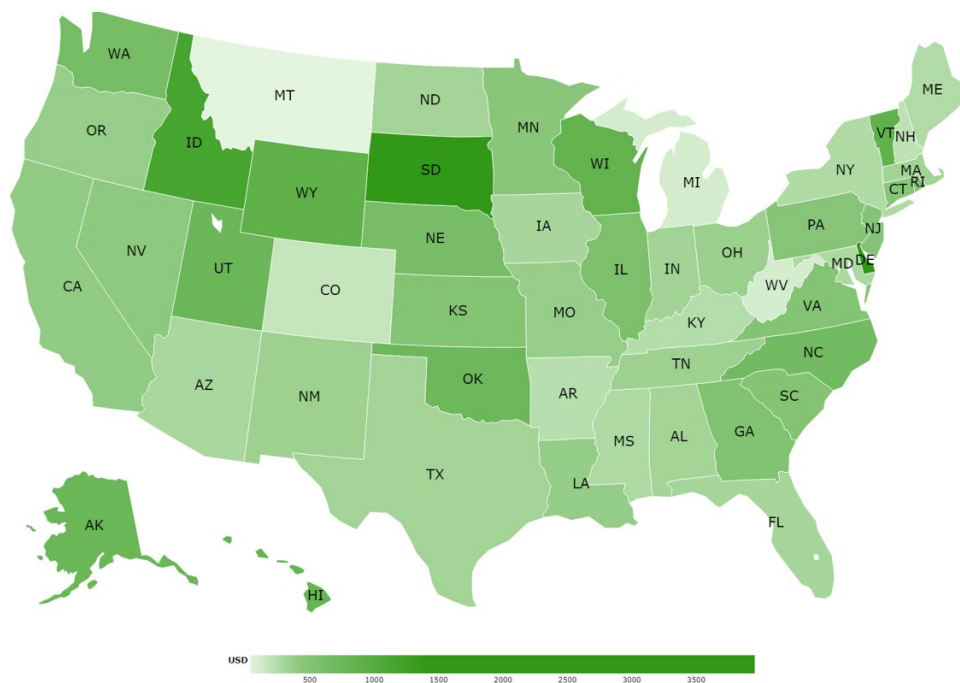 WA
MT
ND
ME
OR
MN
VT
NH
ID
WI
SD
NY
MA
MI
CT
RI
WY
IA
PA
NJ
NE
NV
OH
IL
IN
MD
DE
UT
CA
CO
WV
KS
MO
VA
KY
NC
TN
OK
AZ
NM
AR
SC
MS
AL
GA
TX
LA
FL
AK
HI
USD
500 1000 1500 2000 2500 3000 3500